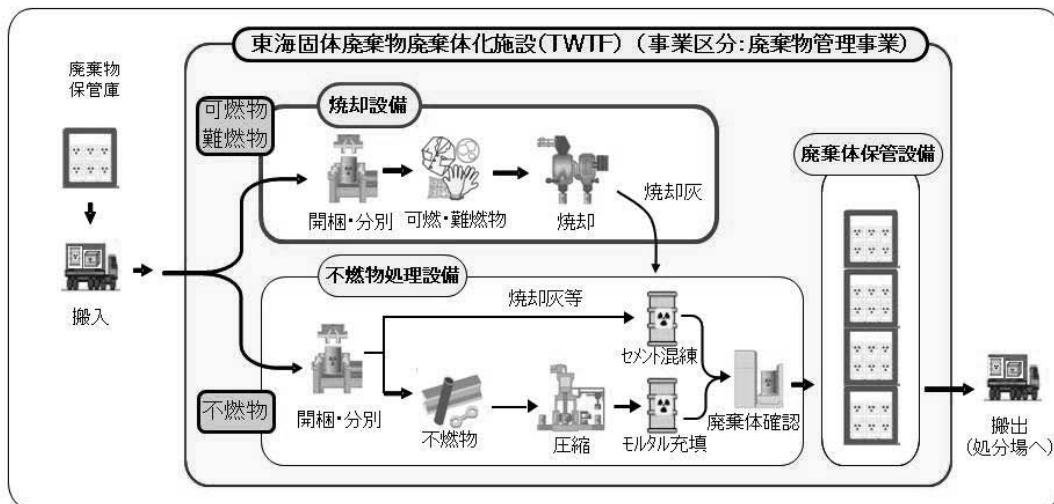 東海固体廃棄物廃棄体化施設(TWTF) (事業区分:廃棄物管理事業)
廃棄物
保管庫
搬入
可燃物
難燃物
焼却設備
開梱・分別
可燃・難燃物
焼却
焼却灰
不燃物処理設備
焼却灰等
セメント混練
不燃物
開梱・分別
不燃物
圧縮
モルタル充填
廃棄体確認
廃棄体保管設備
搬出
(処分場へ)